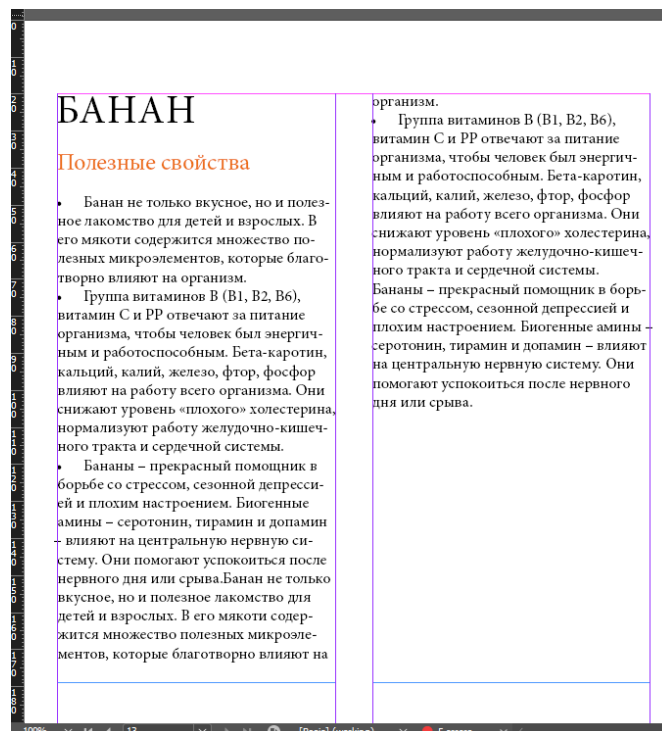 БАНАН
Полезные свойства
• Банан не только вкусное, но и полез-
ное лакомство для детей и взрослых. В
его мякоти содержится множество по-
лезных микроэлементов, которые благо-
творно влияют на организм.
• Группа витаминов В (В1, В2, В6),
витамин С и РР отвечают за питание
организма, чтобы человек был энергич-
ным и работоспособным. Бета-каротин,
кальций, калий, железо, фтор, фосфор
влияют на работу всего организма. Они
снижают уровень «плохого» холестерина,
нормализуют работу желудочно-кишеч-
ного тракта и сердечной системы.
• Бананы – прекрасный помощник в
борьбе со стрессом, сезонной депресси-
ей и плохим настроением. Биогенные
амины – серотонин, тирамин и допамин
– влияют на центральную нервную си-
стему. Они помогают успокоиться после
нервного дня или срыва.Банан не только
вкусное, но и полезное лакомство для
детей и взрослых. В его мякоти содер-
жится множество полезных микроэле-
ментов, которые благотворно влияют на
организм.
• Группа витаминов В (В1, В2, В6),
витамин С и РР отвечают за питание
организма, чтобы человек был энергич-
ным и работоспособным. Бета-каротин,
кальций, калий, железо, фтор, фосфор
влияют на работу всего организма. Они
снижают уровень «плохого» холестерина,
нормализуют работу желудочно-кишеч-
ного тракта и сердечной системы.
Бананы – прекрасный помощник в борь-
бе со стрессом, сезонной депрессией и
плохим настроением. Биогенные амины –
серотонин, тирамин и допамин – влияют
на центральную нервную систему. Они
помогают успокоиться после нервного
дня или срыва.